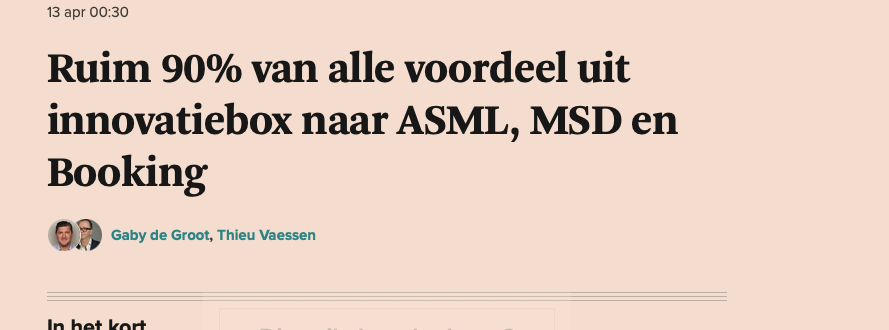 13 apr 00:30
Ruim 90% van alle voordeel uit
innovatiebox naar ASML, MSD en
Booking
Gaby de Groot, Thieu Vaessen
In het kort